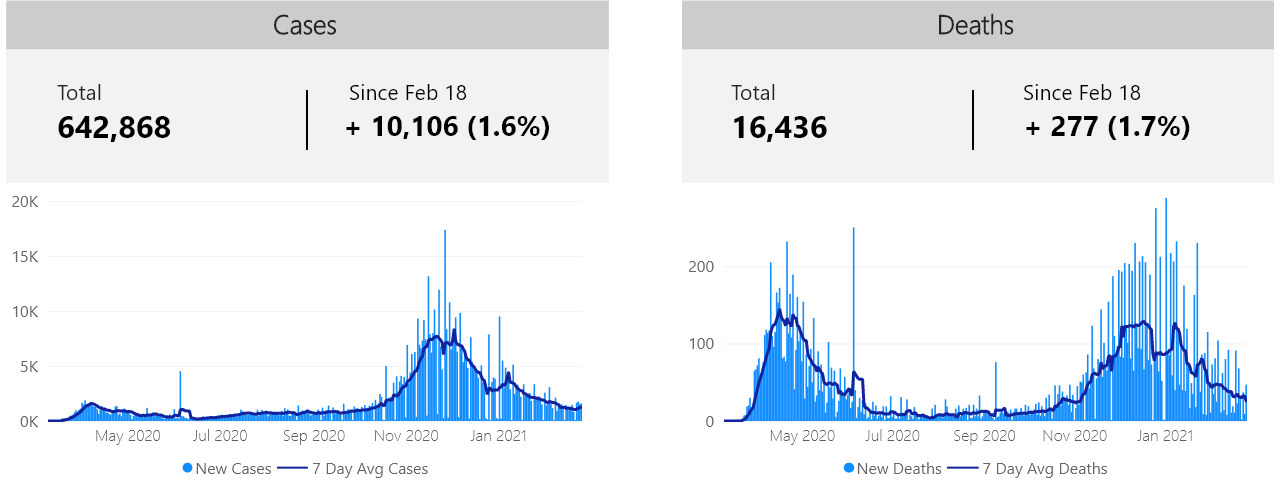 Cases
Total
642,868
Since Feb 18
+ 10,106 (1.6%)
20K
15K
10K
5K
0K
May 2020 Jul 2020 Sep 2020 Nov 2020 Jan 2021
New Cases 7 Day Avg Cases
Deaths
Total
16,436
Since Feb 18
+ 277 (1.7%)
200
100
0
May 2020 Jul 2020 Sep 2020 Nov 2020 Jan 2021
New Deaths 7 Day Avg Deaths